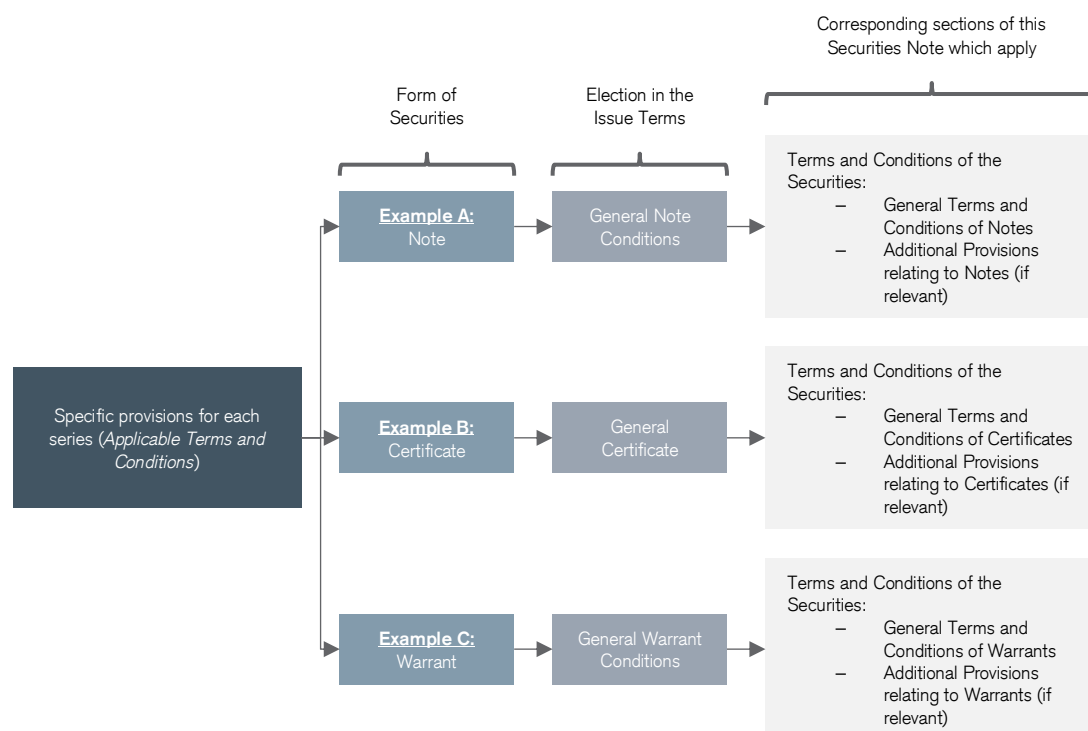 Corresponding sections of this
Securities Note which apply
Form of
Securities
Election in the
Issue Terms
Terms and Conditions of the
Securities:
– General Terms and
Conditions of Notes
– Additional Provisions
relating to Notes (if
relevant)
Example A:
Note
General Note
Conditions
Specific provisions for each
series (Applicable Terms and
Conditions)
Example B:
Certificate
General
Certificate
Terms and Conditions of the
Securities:
– General Terms and
Conditions of Certificates
– Additional Provisions
relating to Certificates (if
relevant)
Example C:
Warrant
General Warrant
Conditions
Terms and Conditions of the
Securities:
– General Terms and
Conditions of Warrants
– Additional Provisions
relating to Warrants (if
relevant)